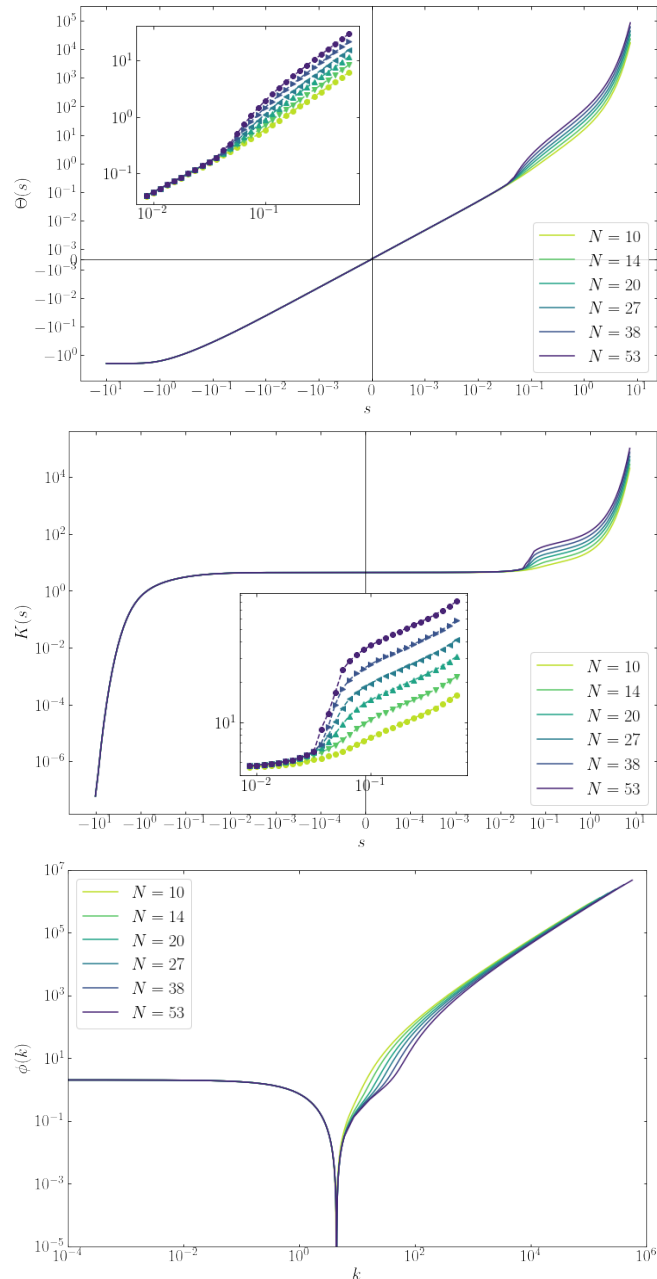 10^5
10^4
10^3
10^2
10^1
10^0
10^{-1}
10^{-2}
10^{-3}
0
−10^{-3}
−10^{-2}
−10^{-1}
−10^0
Θ(s)
10^1
10^0
10^{-1}
10^{-2} 10^{-1}
N = 10
N = 14
N = 20
N = 27
N = 38
N = 53
−10^1 −10^0 −10^{-1} −10^{-2} −10^{-3} 0 10^{-3} 10^{-2} 10^{-1} 10^0 10^1
s
10^4
10^2
10^0
10^{-2}
10^{-4}
10^{-6}
K(s)
10^1
10^{-2} 10^{-1}
N = 10
N = 14
N = 20
N = 27
N = 38
N = 53
−10^1 −10^0 −10^{-1} −10^{-2} −10^{-3} −10^{-4} 0 10^{-4} 10^{-3} 10^{-2} 10^{-1} 10^0 10^1
s
10^7
10^5
10^3
10^1
10^{-1}
10^{-3}
10^{-5}
ϕ(k)
N = 10
N = 14
N = 20
N = 27
N = 38
N = 53
10^{-4} 10^{-2} 10^0 10^2 10^4 10^6
k